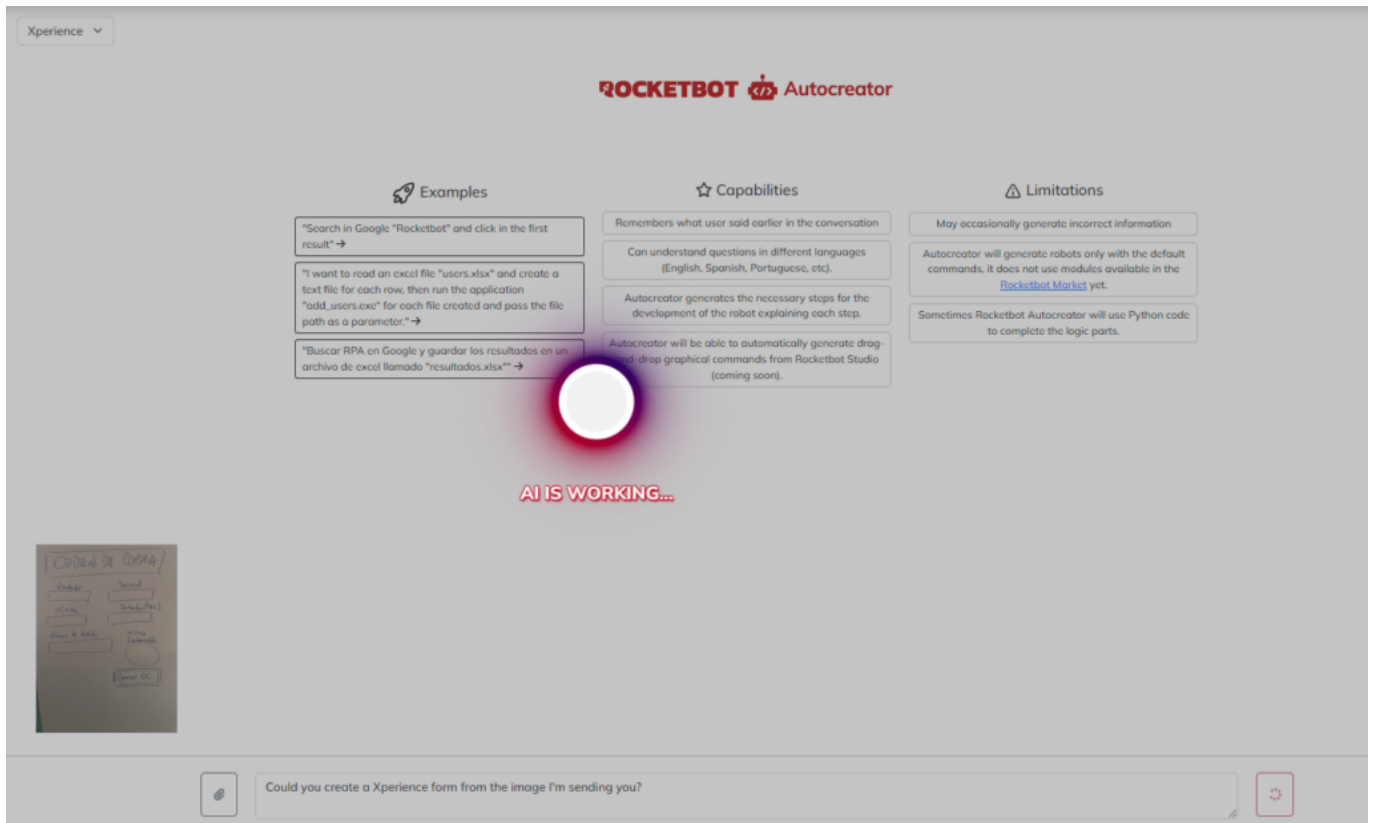 Xperience
ROCKETBOT Autocreator
Examples
"Search in Google "Rocketbot" and click in the first
result" →
"I want to read an excel file "users.xlsx" and create a
text file for each row, then run the application
"add_users.exe" for each file created and pass the file
path as a parameter." →
"Buscar RPA en Google y guardar los resultados en un
archivo de excel llamado "resultados.xlsx"" →
Capabilities
Remembers what user said earlier in the conversation
Can understand questions in different languages
(English, Spanish, Portuguese, etc).
Autocreator generates the necessary steps for the
development of the robot explaining each step.
Autocreator will be able to automatically generate drag-
-drop graphical commands from Rocketbot Studio
(coming soon).
Limitations
May occasionally generate incorrect information
Autocreator will generate robots only with the default
commands, it does not use modules available in the
Rocketbot Market yet.
Sometimes Rocketbot Autocreator will use Python code
to complete the logic parts.
AI IS WORKING...
ORDEN DE COMPRA
Vendedor
Sucursal
Could you create a Xperience form from the image I'm sending you?